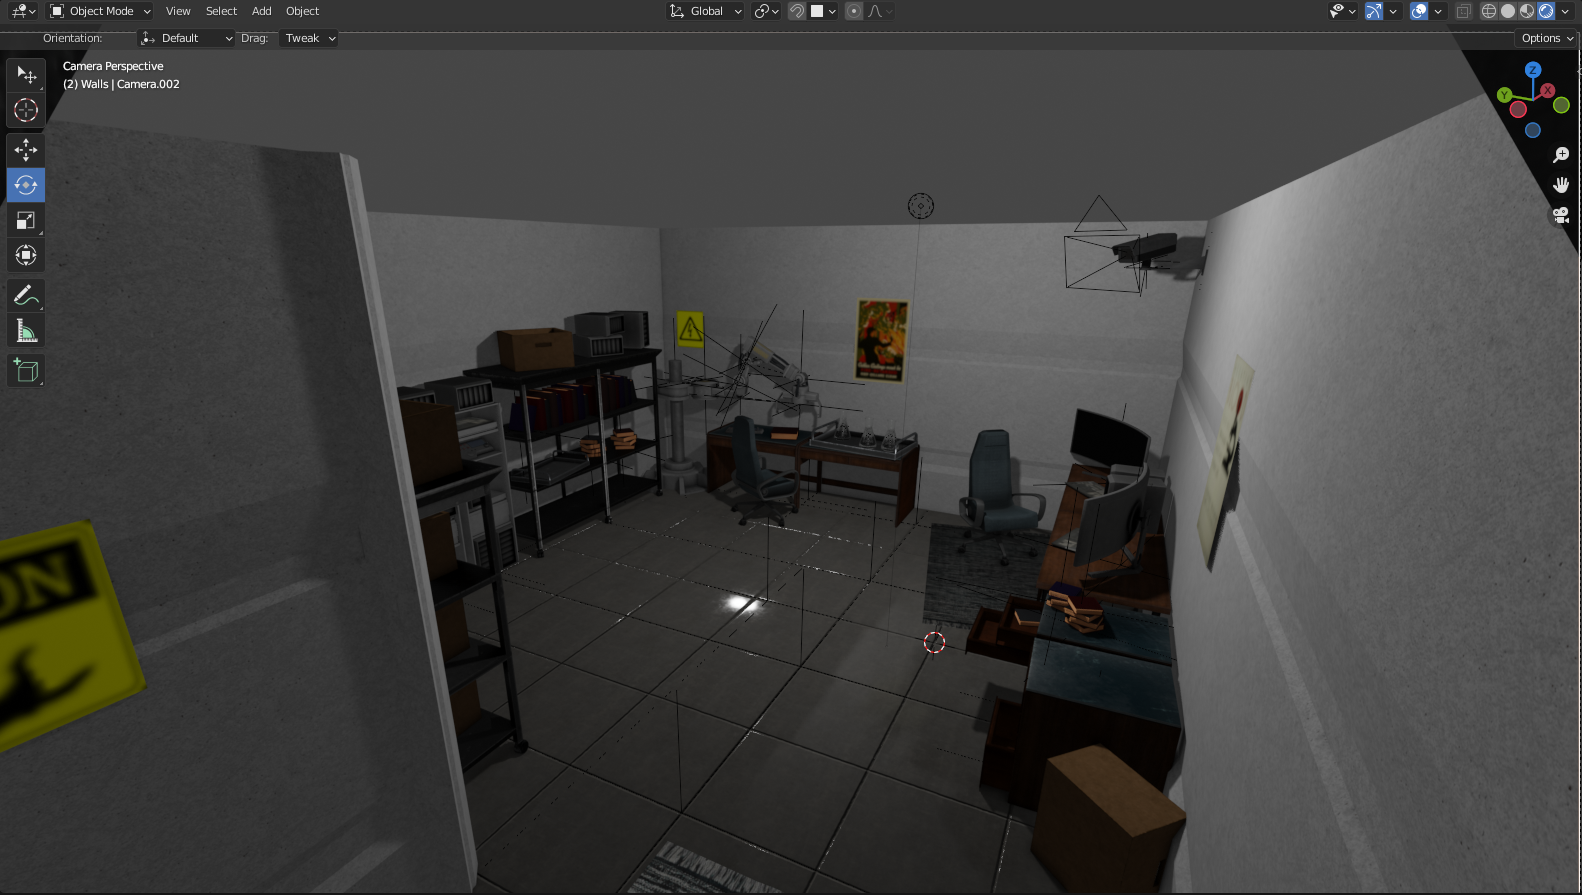 Object Mode View Select Add Object Global
Orientation: Default Drag: Tweak Options
Camera Perspective
(2) Walls | Camera.002
Z
Y X
ON